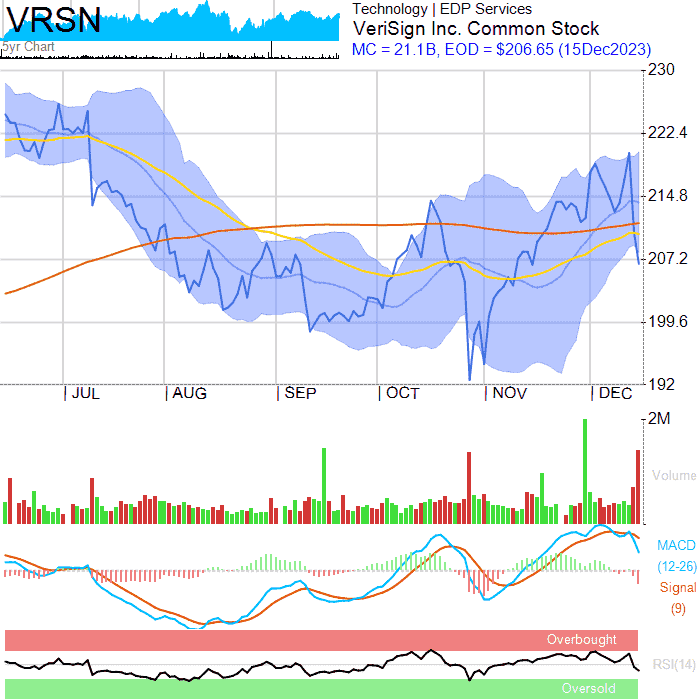 VRSN
5yr Chart
Technology | EDP Services
VeriSign Inc. Common Stock
MC = 21.1B, EOD = $206.65 (15Dec2023)
230
222.4
214.8
207.2
199.6
192
JUL AUG SEP OCT NOV DEC
2M
Volume
MACD
(12-26)
Signal
(9)
Overbought
RSI(14)
Oversold